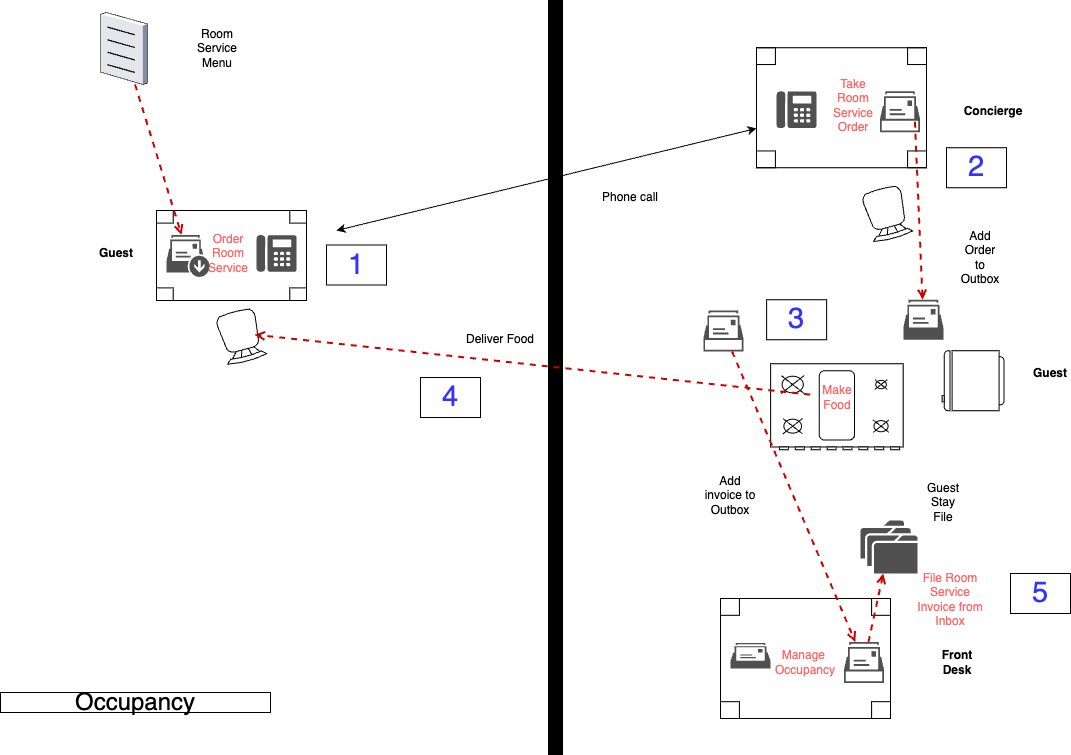 Room
Service
Menu
Take
Room
Service
Order
Concierge
2
Phone call
Guest
Order
Room
Service
1
Add
Order
to
Outbox
3
Deliver Food
Guest
Make
Food
4
Add
invoice to
Outbox
Guest
Stay
File
File Room
Service
Invoice from
Inbox
5
Manage
Occupancy
Front
Desk
Occupancy